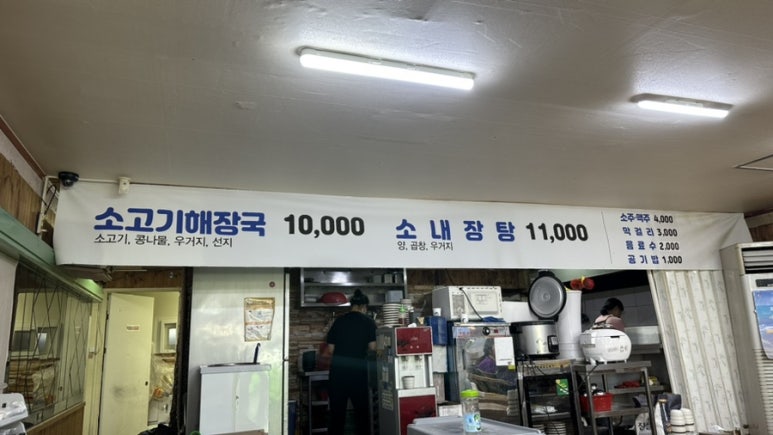 소고기해장국 10,000
소고기, 콩나물, 우거지, 선지
소내장탕 11,000
양, 곱창, 우거지
소주·맥주 4,000
막걸리 3,000
음료수 2,000
공기밥 1,000